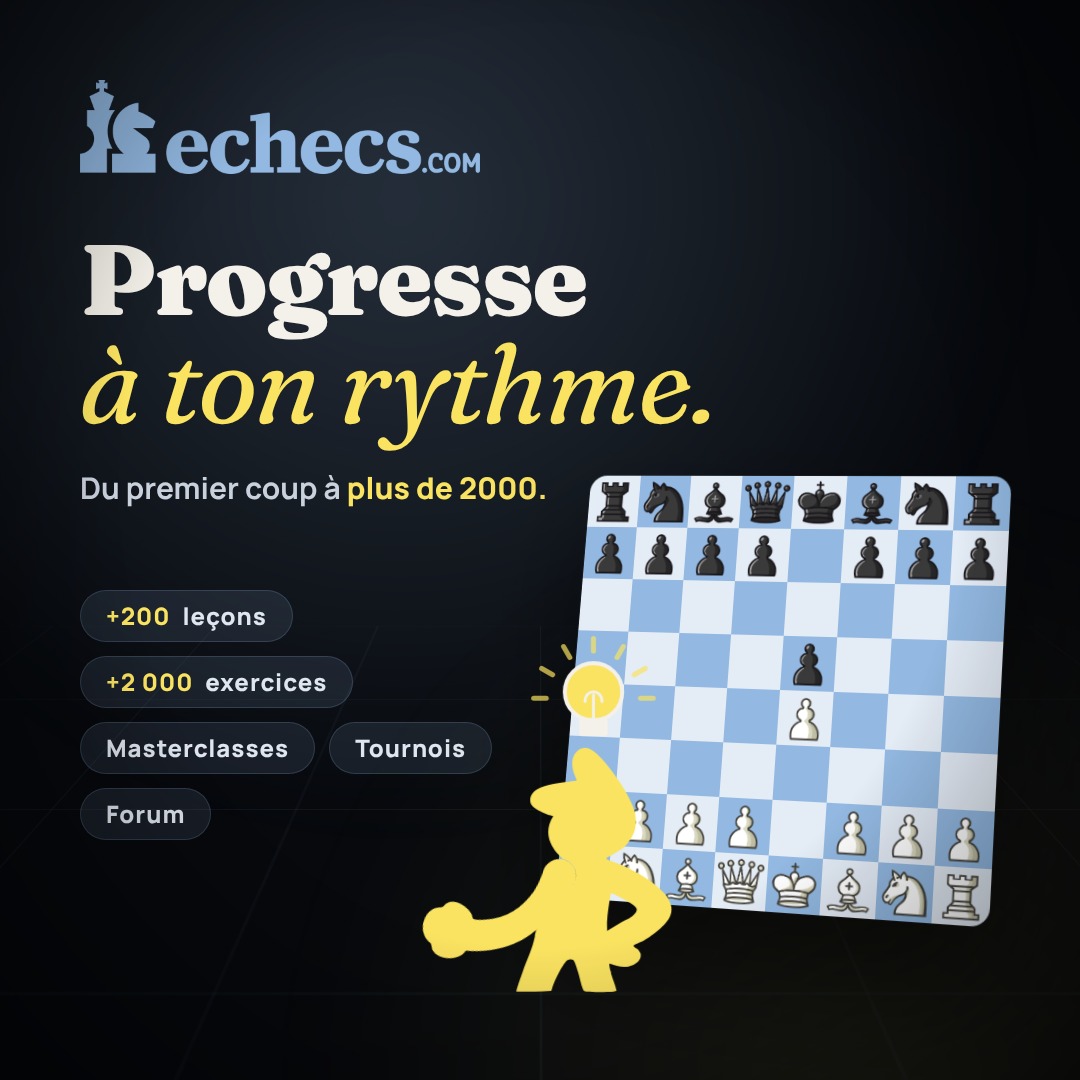 echecs.COM
Progresse
à ton rythme.
Du premier coup à plus de 2000.
+200 leçons
+2 000 exercices
Masterclasses Tournois
Forum